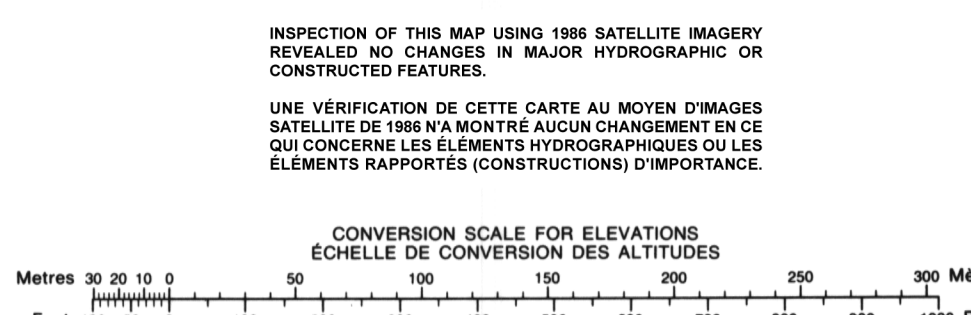 INSPECTION OF THIS MAP USING 1986 SATELLITE IMAGERY
REVEALED NO CHANGES IN MAJOR HYDROGRAPHIC OR
CONSTRUCTED FEATURES.
UNE VÉRIFICATION DE CETTE CARTE AU MOYEN D'IMAGES
SATELLITE DE 1986 N'A MONTRÉ AUCUN CHANGEMENT EN CE
QUI CONCERNE LES ÉLÉMENTS HYDROGRAPHIQUES OU LES
ÉLÉMENTS RAPPORTÉS (CONSTRUCTIONS) D'IMPORTANCE.
CONVERSION SCALE FOR ELEVATIONS
ÉCHELLE DE CONVERSION DES ALTITUDES
Metres 30 20 10 0 50 100 150 200 250 300